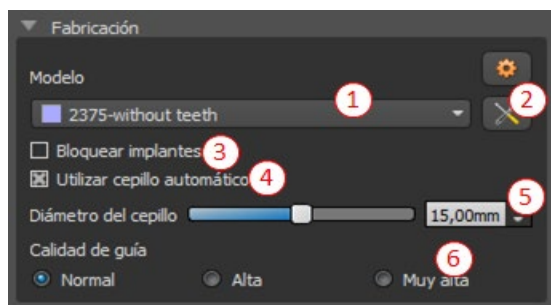 Fabricación
Modelo
1
2375-without teeth
2
Bloquear implantes 3
Utilizar cepillo automático 4
Diámetro del cepillo 15,00mm 5
Calidad de guía
6
Normal Alta Muy alta